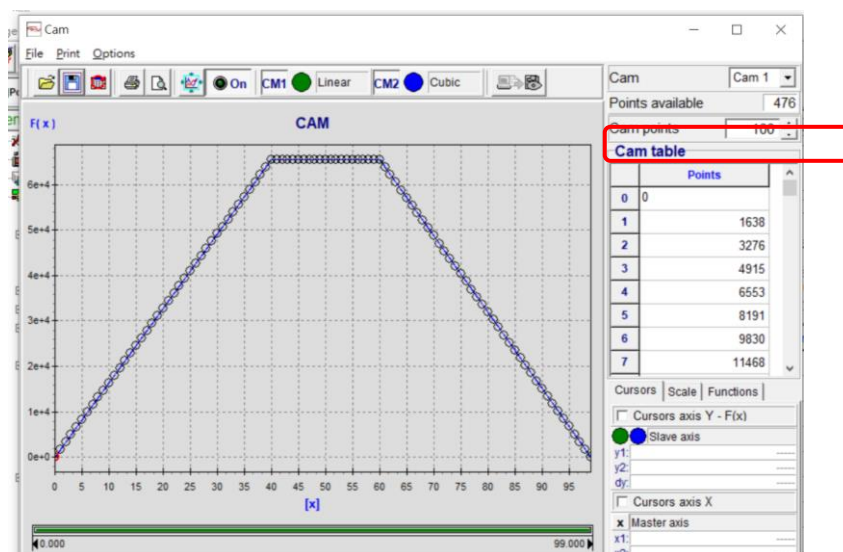 Cam
File Print Options
On CM1 Linear CM2 Cubic
Cam Cam 1
Points available 476
Cam points 100
Cam table
Points
0 0
1 1638
2 3276
3 4915
4 6553
5 8191
6 9830
7 11468
F( x ) CAM
6e+4
5e+4
4e+4
3e+4
2e+4
1e+4
0e+0
0 5 10 15 20 25 30 35 40 45 50 55 60 65 70 75 80 85 90 95
[x]
0.000 99.000
Cursors Scale Functions
Cursors axis Y - F(x)
Slave axis
y1: -----
y2: -----
dy: -----
Cursors axis X
x Master axis
x1: -----